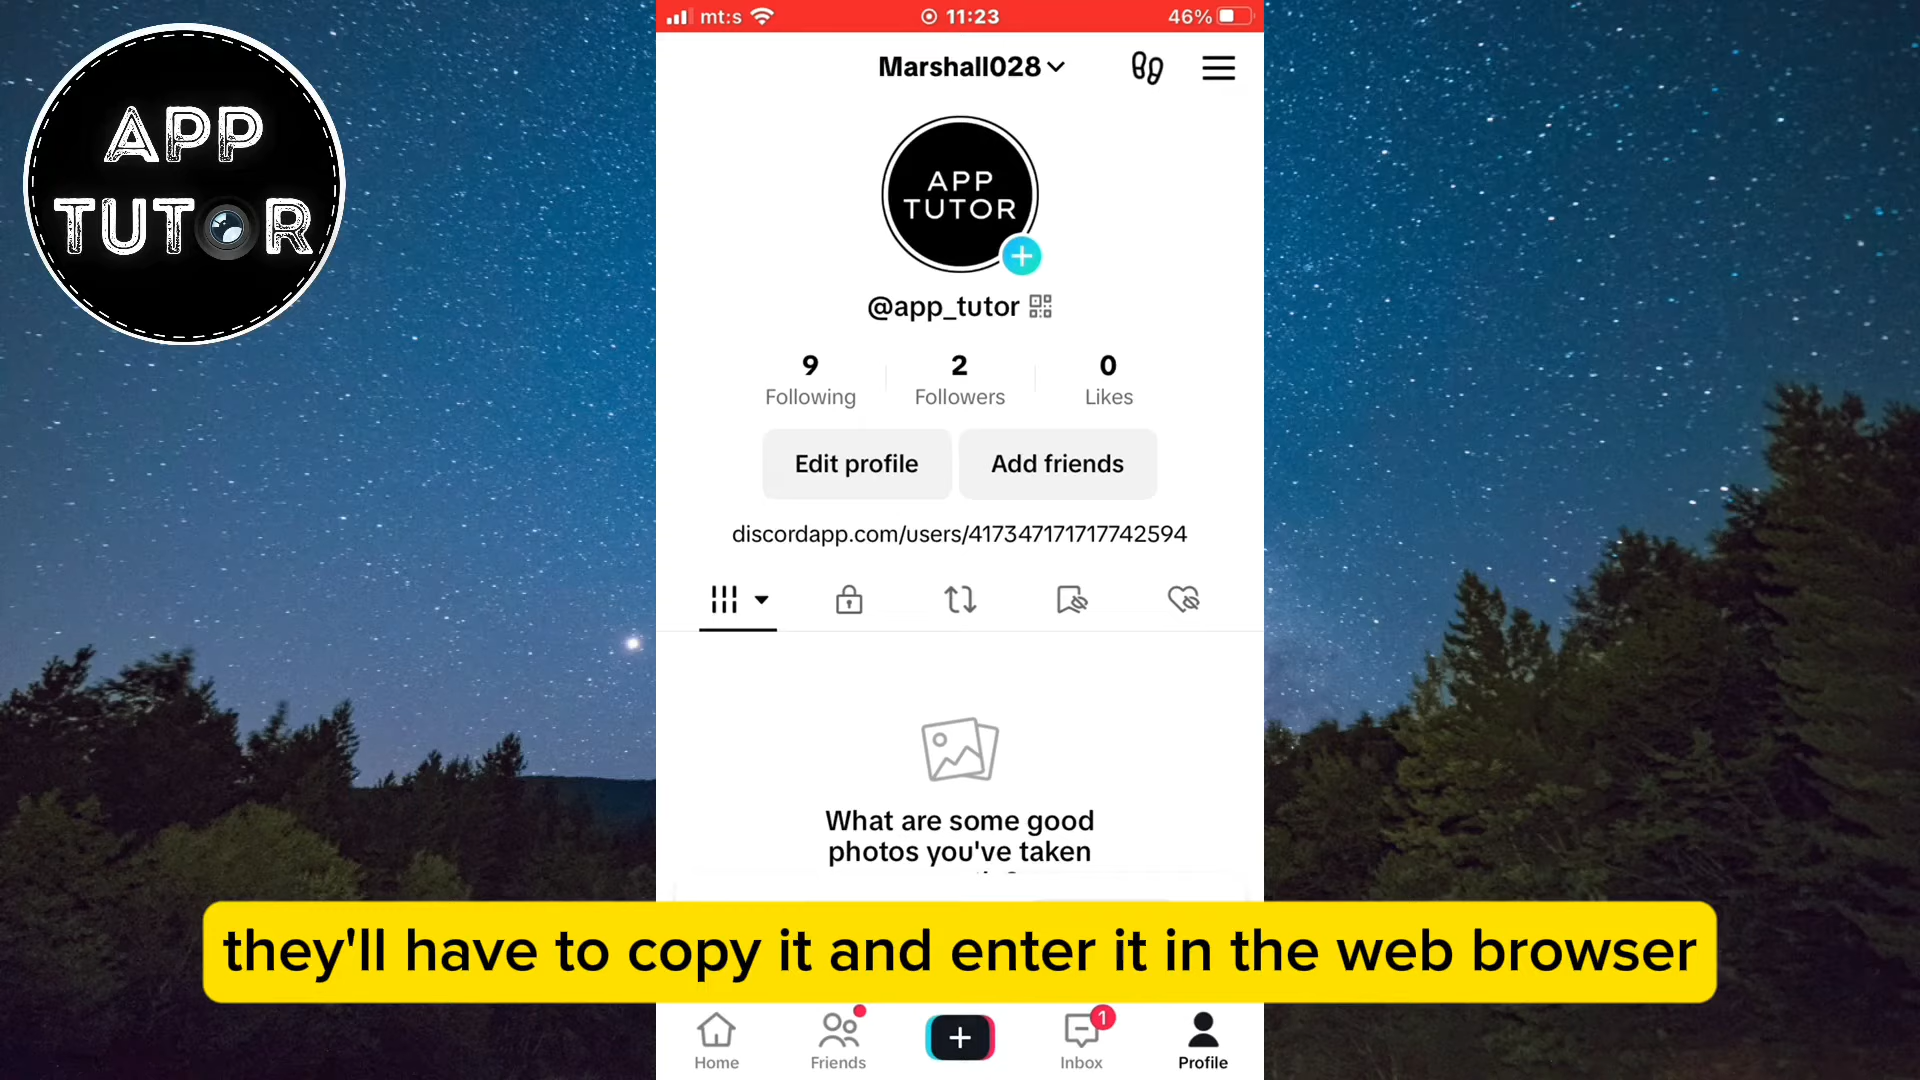 APP
TUTOR
mt:s
11:23
46%
Marshall028
APP
TUTOR
@app_tutor
9
2
0
Following
Followers
Likes
Edit profile
Add friends
discordapp.com/users/417347171717742594
What are some good
photos you've taken
they'll have to copy it and enter it in the web browser
1
Home
Friends
Inbox
Profile